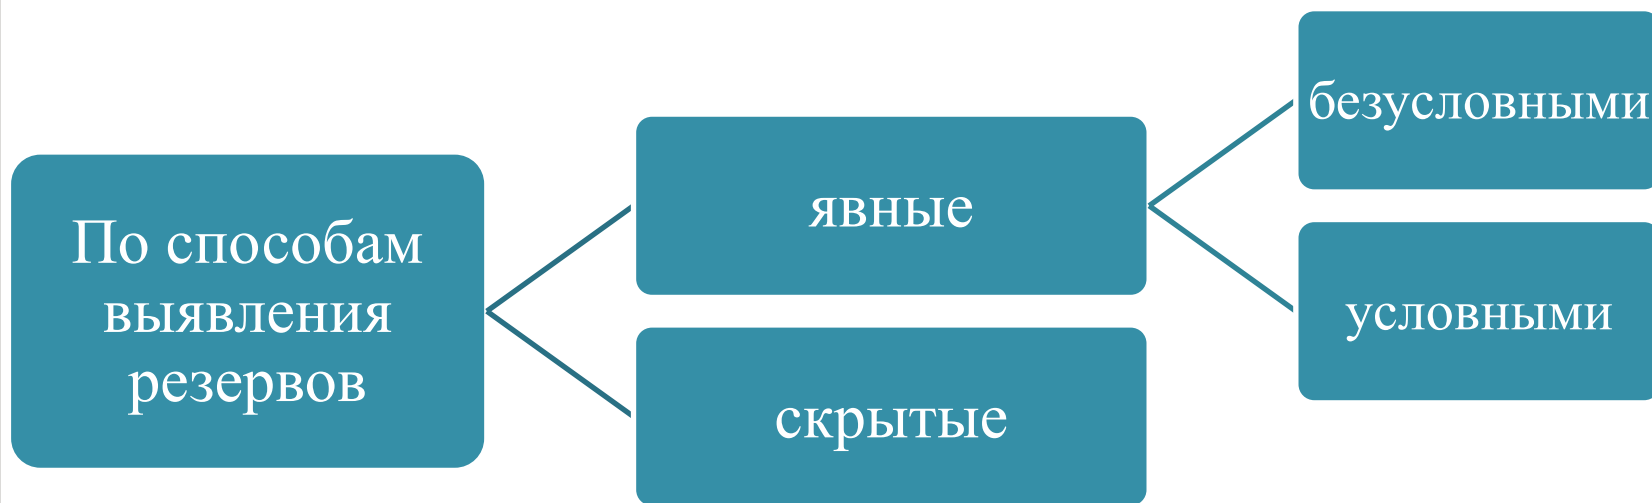 По способам
выявления
резервов
явные
скрытые
безусловными
условными